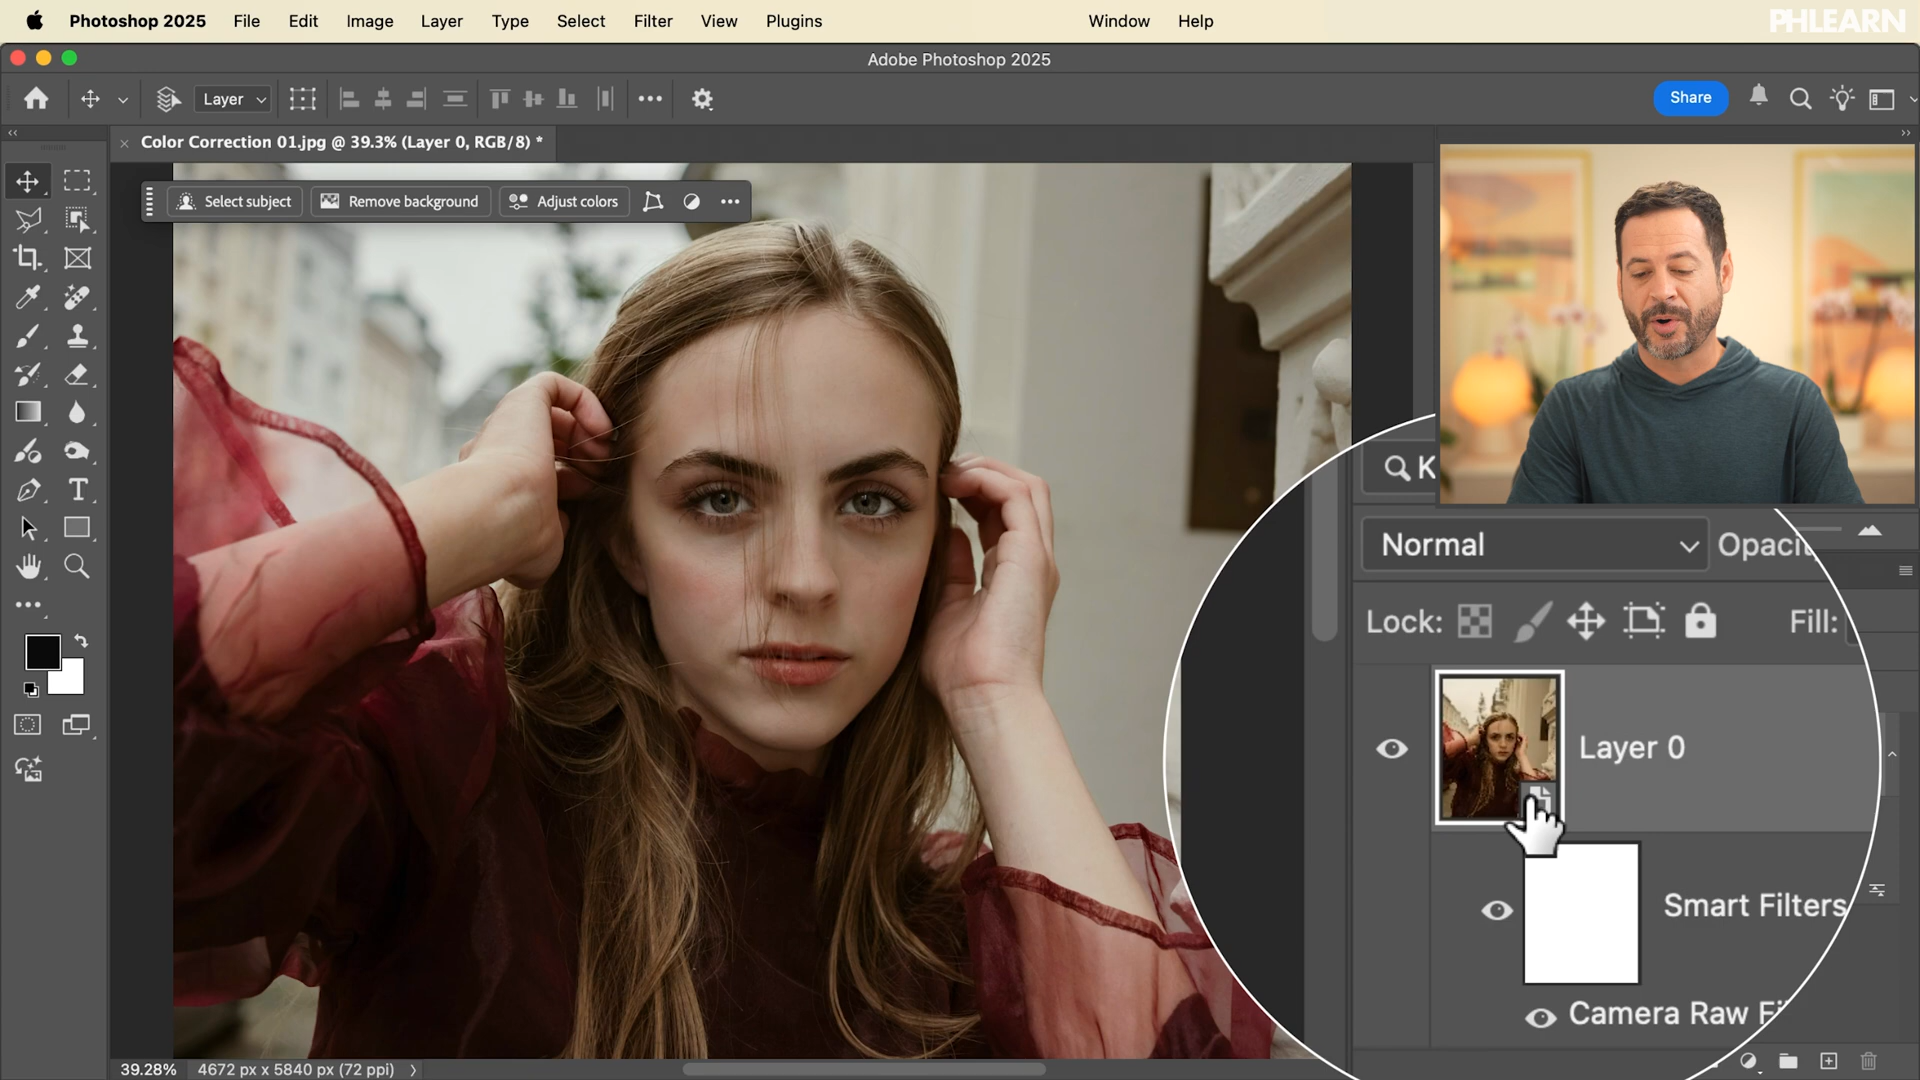 Photoshop 2025 File Edit Image Layer Type Select Filter View Plugins Window Help
PHLEARN
Adobe Photoshop 2025
Layer
Share
Color Correction 01.jpg @ 39.3% (Layer 0, RGB/8) *
Select subject Remove background Adjust colors
K
Normal Opacit
Lock: Fill:
Layer 0
Smart Filters
Camera Raw Fi
39.28% 4672 px x 5840 px (72 ppi)